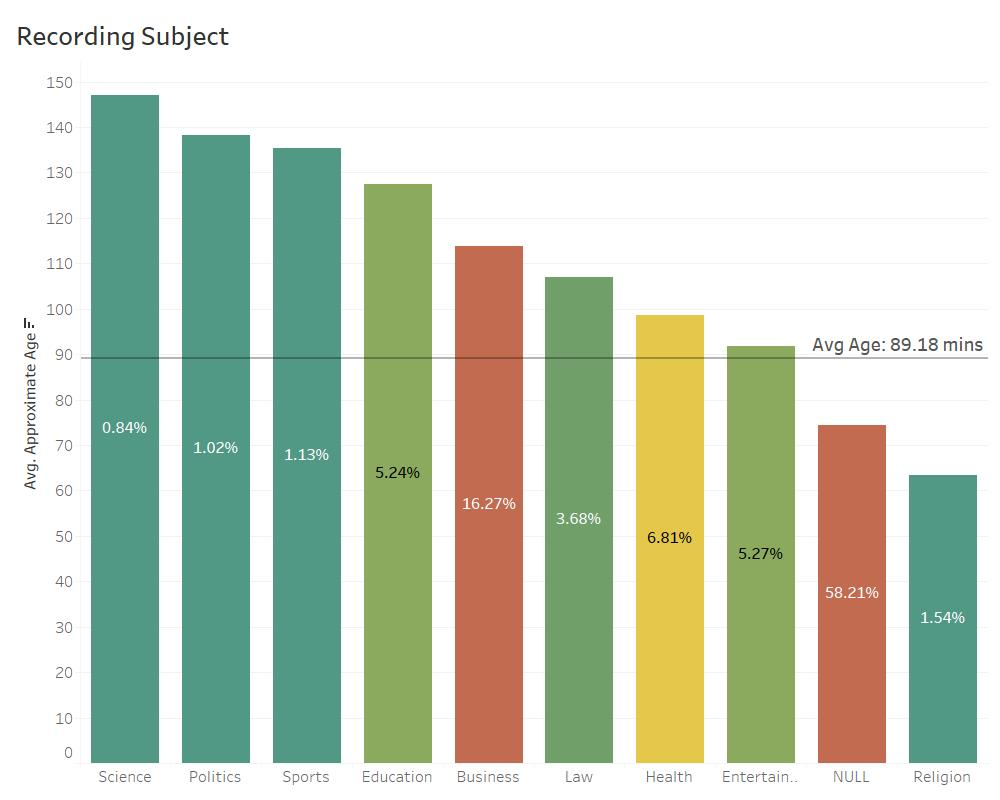 Recording Subject
Avg. Approximate Age
150
140
130
120
110
100
90
80
70
60
50
40
30
20
10
0
Avg Age: 89.18 mins
0.84%
1.02%
1.13%
5.24%
16.27%
3.68%
6.81%
5.27%
58.21%
1.54%
Science
Politics
Sports
Education
Business
Law
Health
Entertain..
NULL
Religion